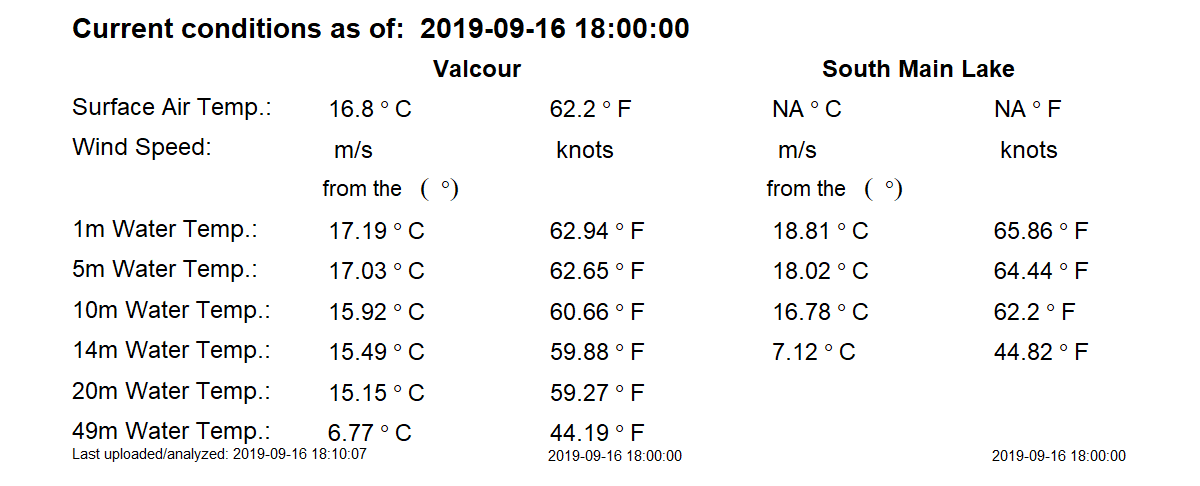 Current conditions as of: 2019-09-16 18:00:00
Valcour South Main Lake
Surface Air Temp.: 16.8 ° C 62.2 ° F NA ° C NA ° F
Wind Speed: m/s knots m/s knots
from the ( °) from the ( °)
1m Water Temp.: 17.19 ° C 62.94 ° F 18.81 ° C 65.86 ° F
5m Water Temp.: 17.03 ° C 62.65 ° F 18.02 ° C 64.44 ° F
10m Water Temp.: 15.92 ° C 60.66 ° F 16.78 ° C 62.2 ° F
14m Water Temp.: 15.49 ° C 59.88 ° F 7.12 ° C 44.82 ° F
20m Water Temp.: 15.15 ° C 59.27 ° F
49m Water Temp.: 6.77 ° C 44.19 ° F
Last uploaded/analyzed: 2019-09-16 18:10:07 2019-09-16 18:00:00 2019-09-16 18:00:00